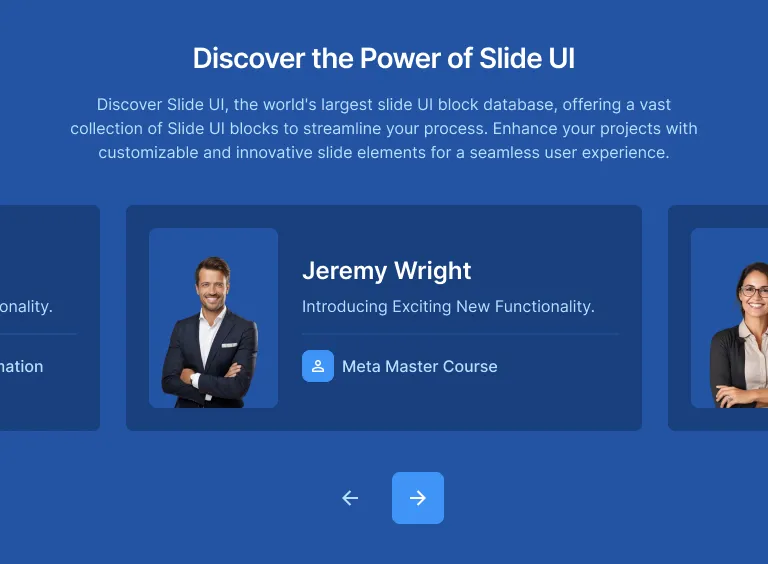 Discover the Power of Slide UI
Discover Slide UI, the world's largest slide UI block database, offering a vast
collection of Slide UI blocks to streamline your process. Enhance your projects with
customizable and innovative slide elements for a seamless user experience.
onality.
mation
Jeremy Wright
Introducing Exciting New Functionality.
Meta Master Course